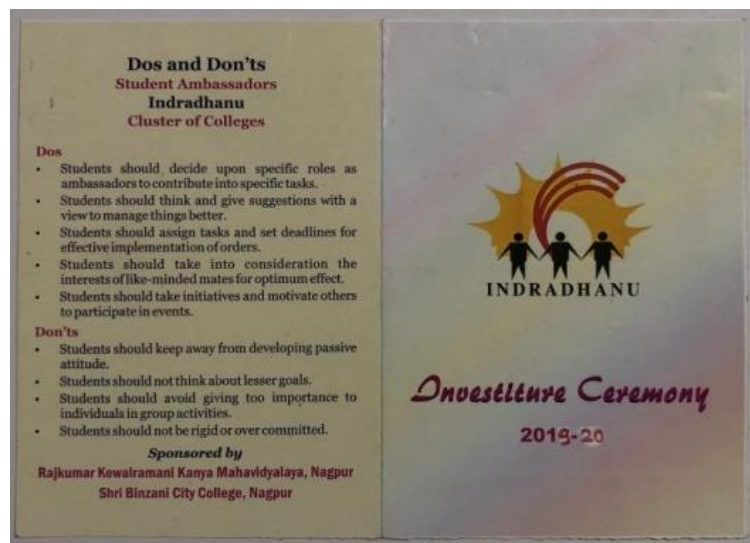 Dos and Don'ts
Student Ambassadors
Indradhanu
Cluster of Colleges
Dos
• Students should decide upon specific roles as
ambassadors to contribute into specific tasks.
• Students should think and give suggestions with a
view to manage things better.
• Students should assign tasks and set deadlines for
effective implementation of orders.
• Students should take into consideration the
interests of like-minded mates for optimum effect.
• Students should take initiatives and motivate others
to participate in events.
Don'ts
• Students should keep away from developing passive
attitude.
• Students should not think about lesser goals.
• Students should avoid giving too importance to
individuals in group activities.
• Students should not be rigid or over committed.
Sponsored by
Rajkumar Kewalramani Kanya Mahavidyalaya, Nagpur
Shri Binzani City College, Nagpur
INDRADHANU
Investiture Ceremony
2019-20